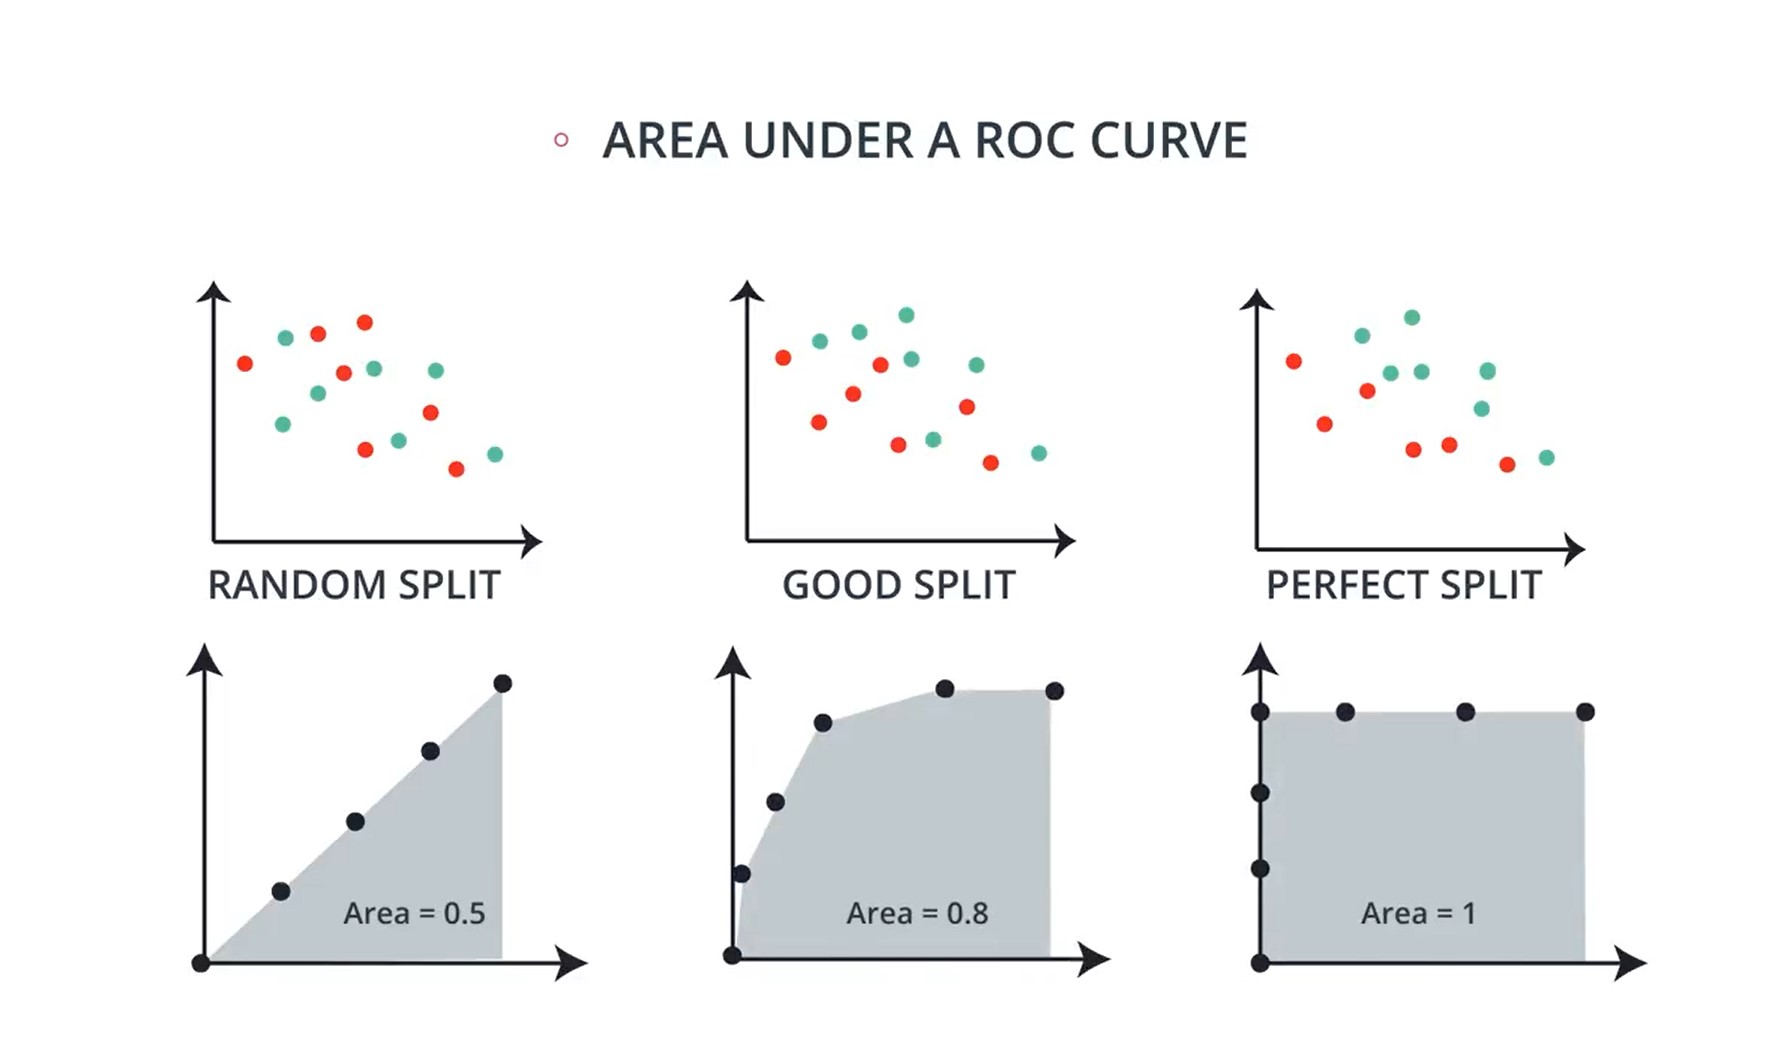 AREA UNDER A ROC CURVE
RANDOM SPLIT
GOOD SPLIT
PERFECT SPLIT
Area = 0.5
Area = 0.8
Area = 1